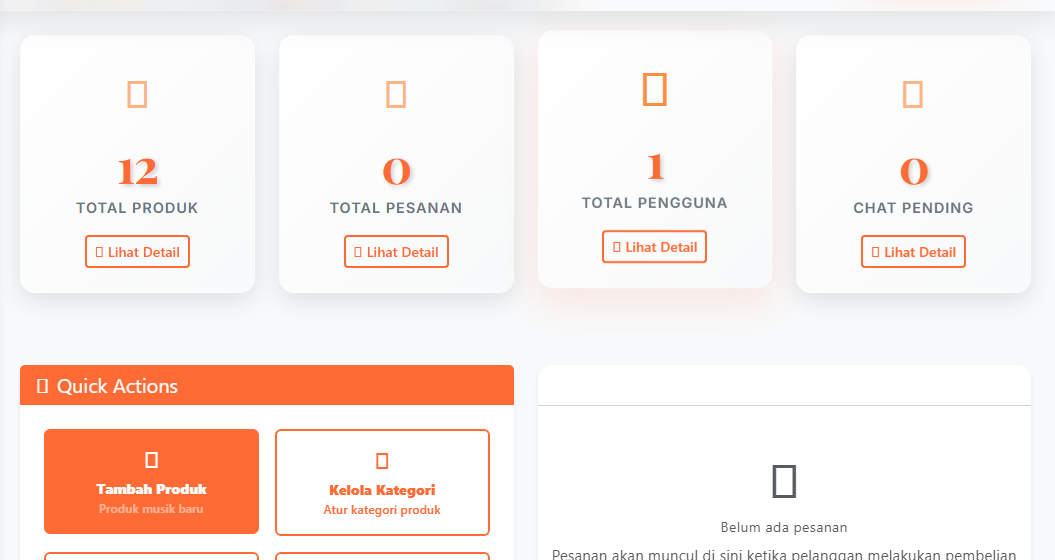 12
TOTAL PRODUK
Lihat Detail
0
TOTAL PESANAN
Lihat Detail
1
TOTAL PENGGUNA
Lihat Detail
0
CHAT PENDING
Lihat Detail
Quick Actions
Tambah Produk
Produk musik baru
Kelola Kategori
Atur kategori produk
Belum ada pesanan
Pesanan akan muncul di sini ketika pelanggan melakukan pembelian